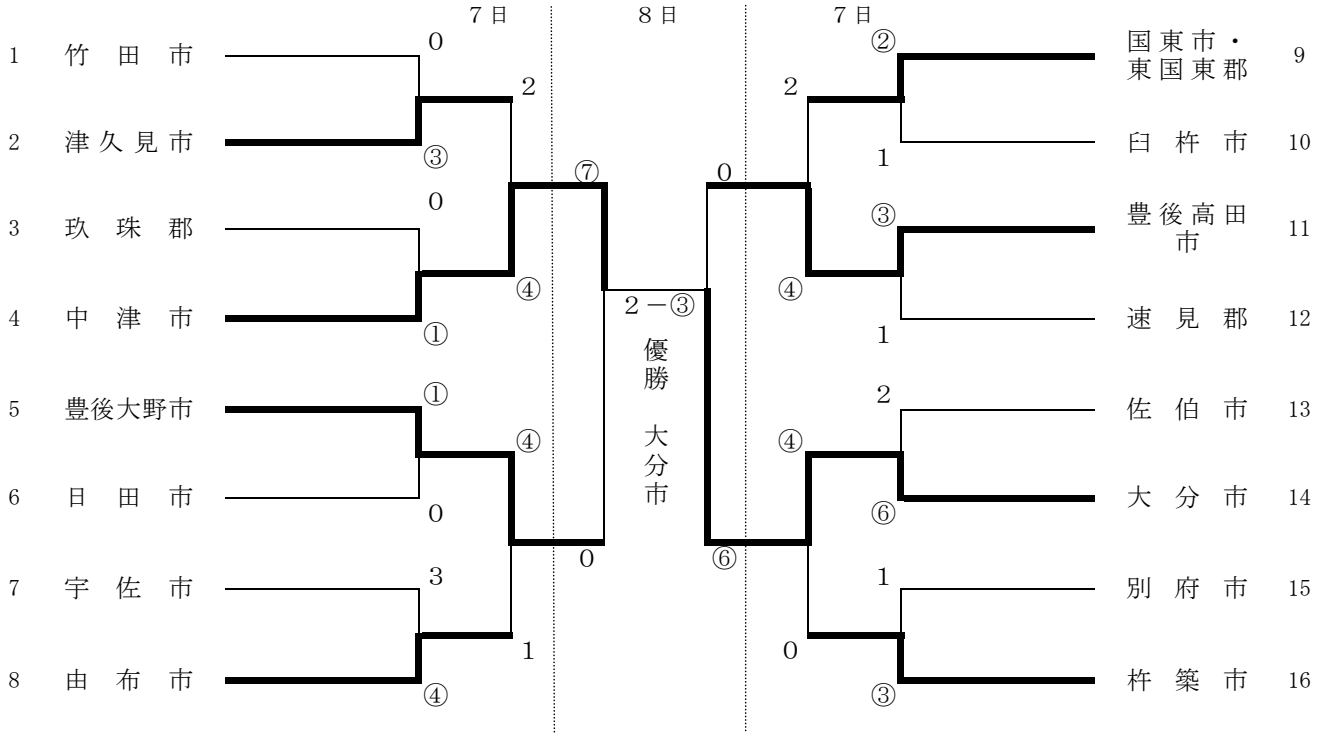 7日 8日 7日
1 竹田市 0
2 津久見市 ③
2
3 玖珠郡 0
4 中津市 ①
④
⑦
5 豊後大野市 ①
6 日田市 0
④
7 宇佐市 3
8 由布市 ④
1
0
2－③
優勝 大分市
② 国東市・
東国東郡 9
1 臼杵市 10
2
③ 豊後高田
市 11
1 速見郡 12
④
0
2 佐伯市 13
⑥ 大分市 14
④
1 別府市 15
③ 杵築市 16
0
⑥